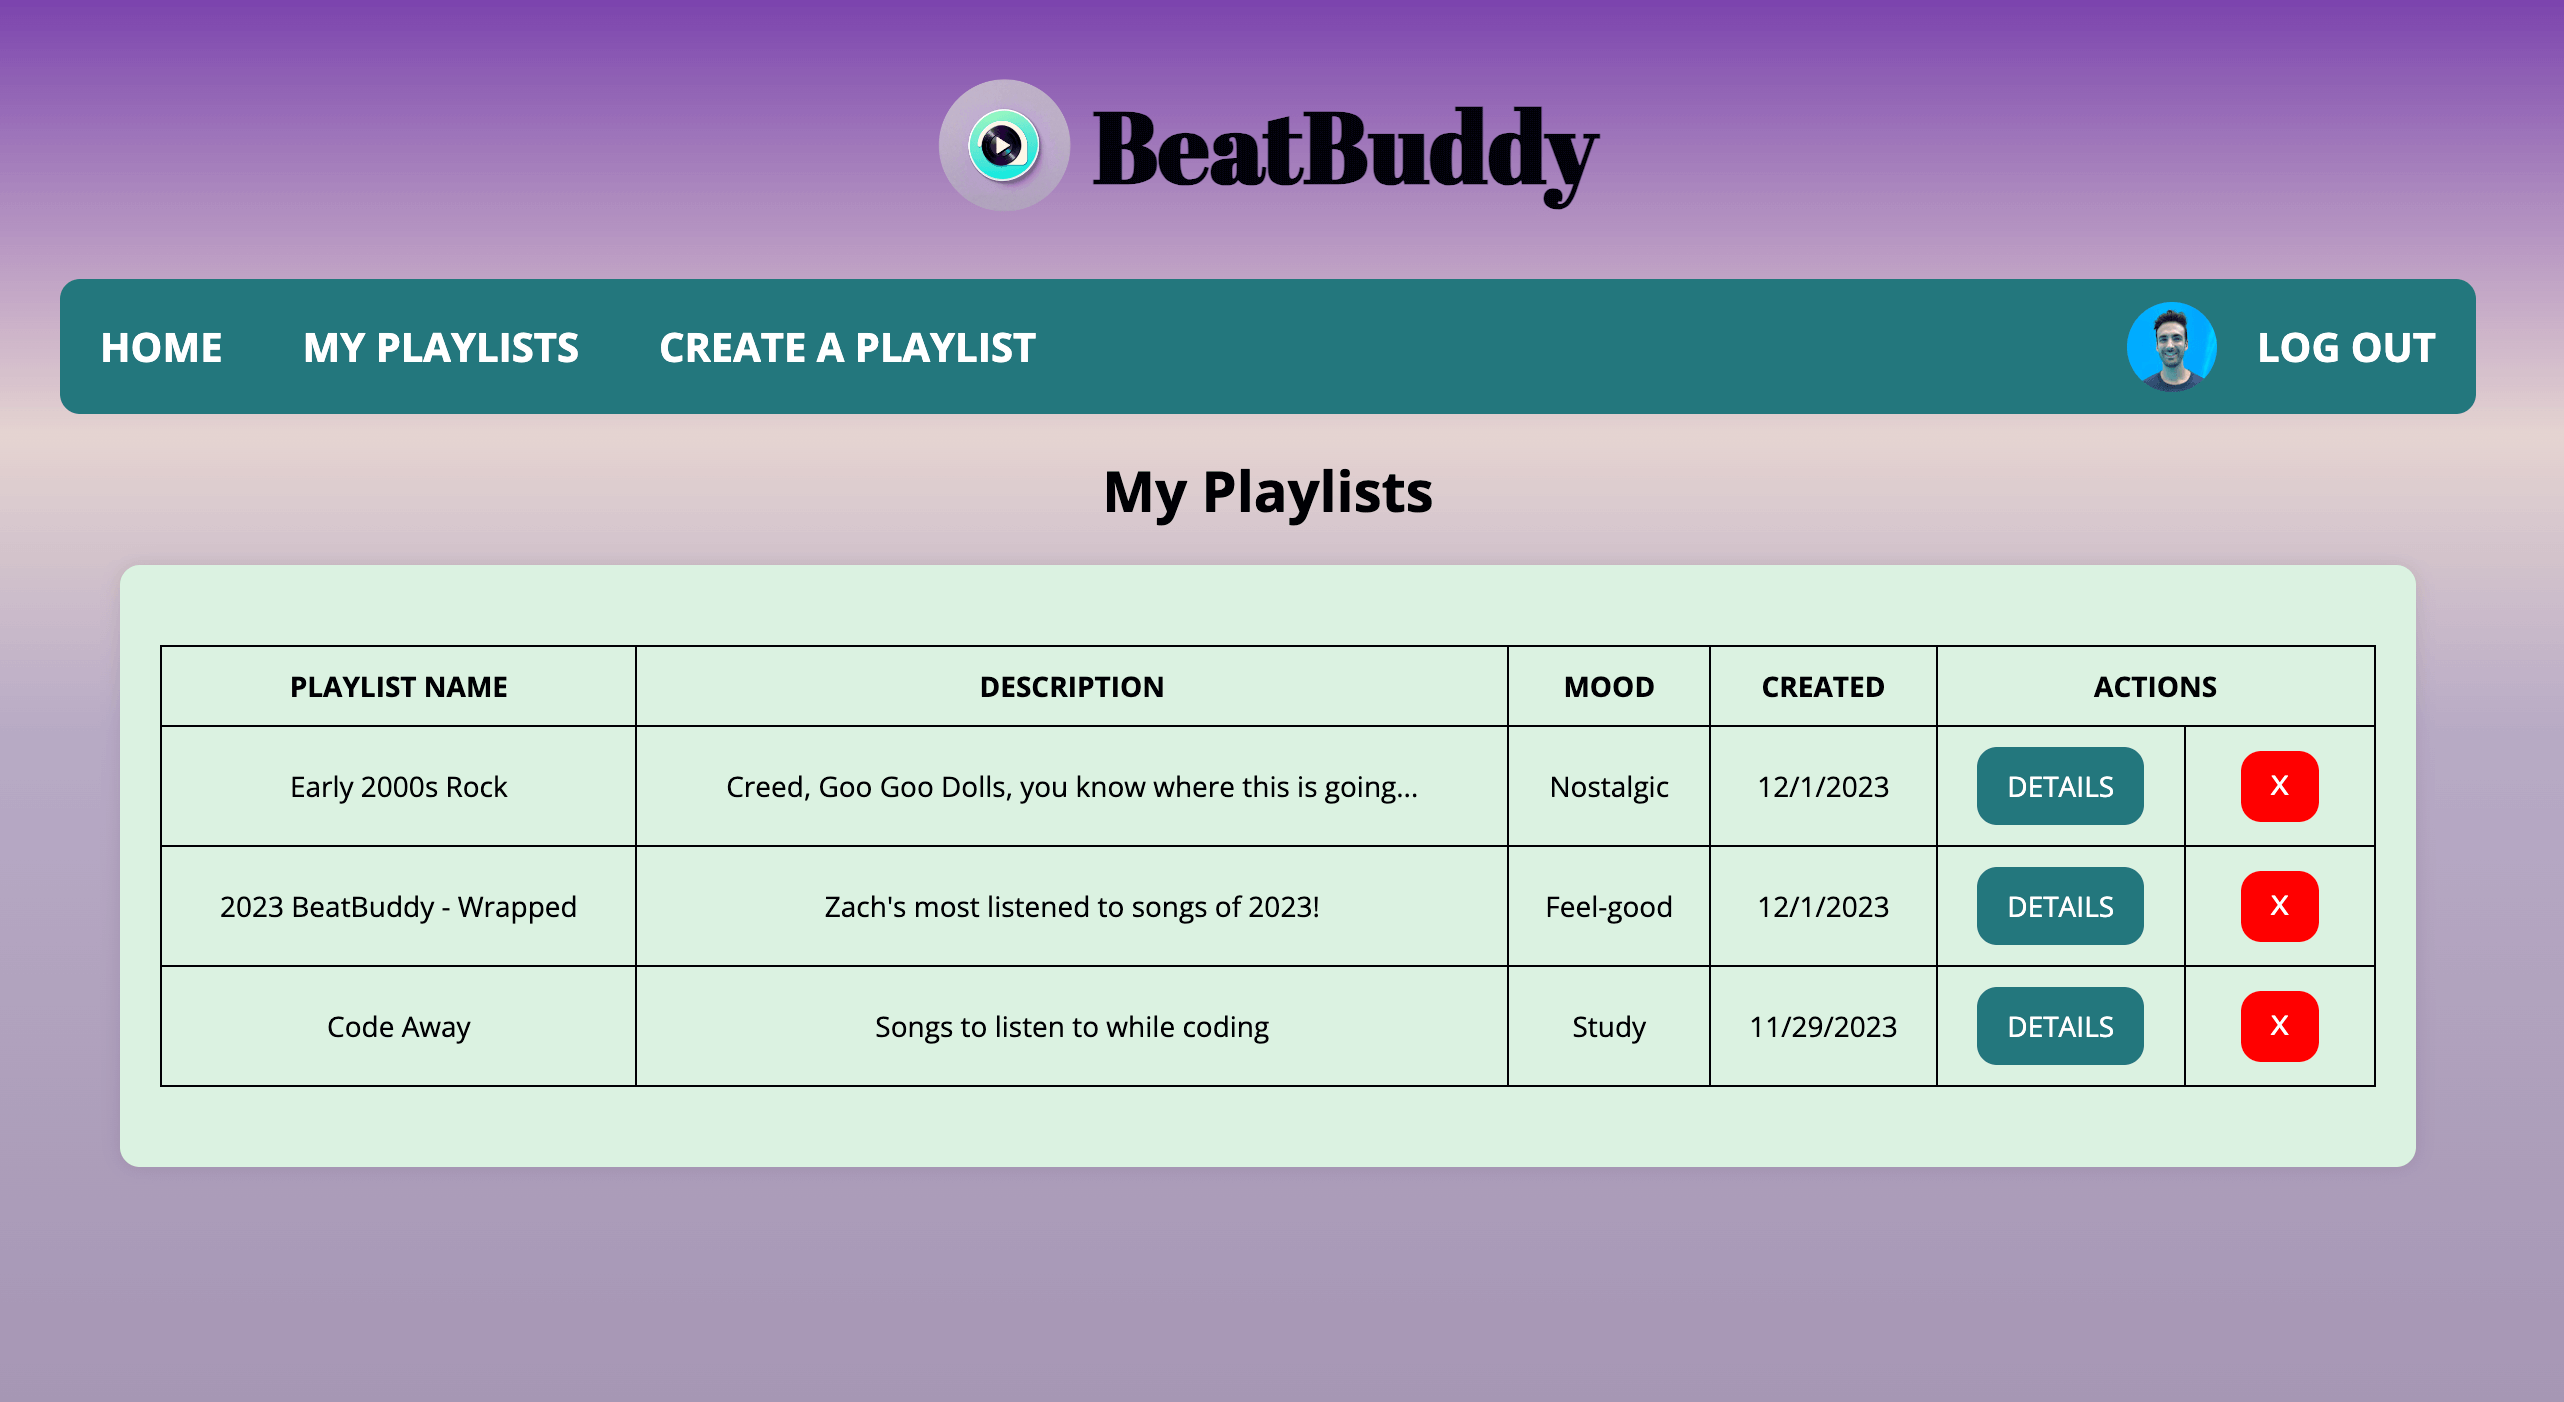 BeatBuddy
HOME MY PLAYLISTS CREATE A PLAYLIST LOG OUT
My Playlists
PLAYLIST NAME DESCRIPTION MOOD CREATED ACTIONS
Early 2000s Rock Creed, Goo Goo Dolls, you know where this is going... Nostalgic 12/1/2023 DETAILS X
2023 BeatBuddy - Wrapped Zach's most listened to songs of 2023! Feel-good 12/1/2023 DETAILS X
Code Away Songs to listen to while coding Study 11/29/2023 DETAILS X